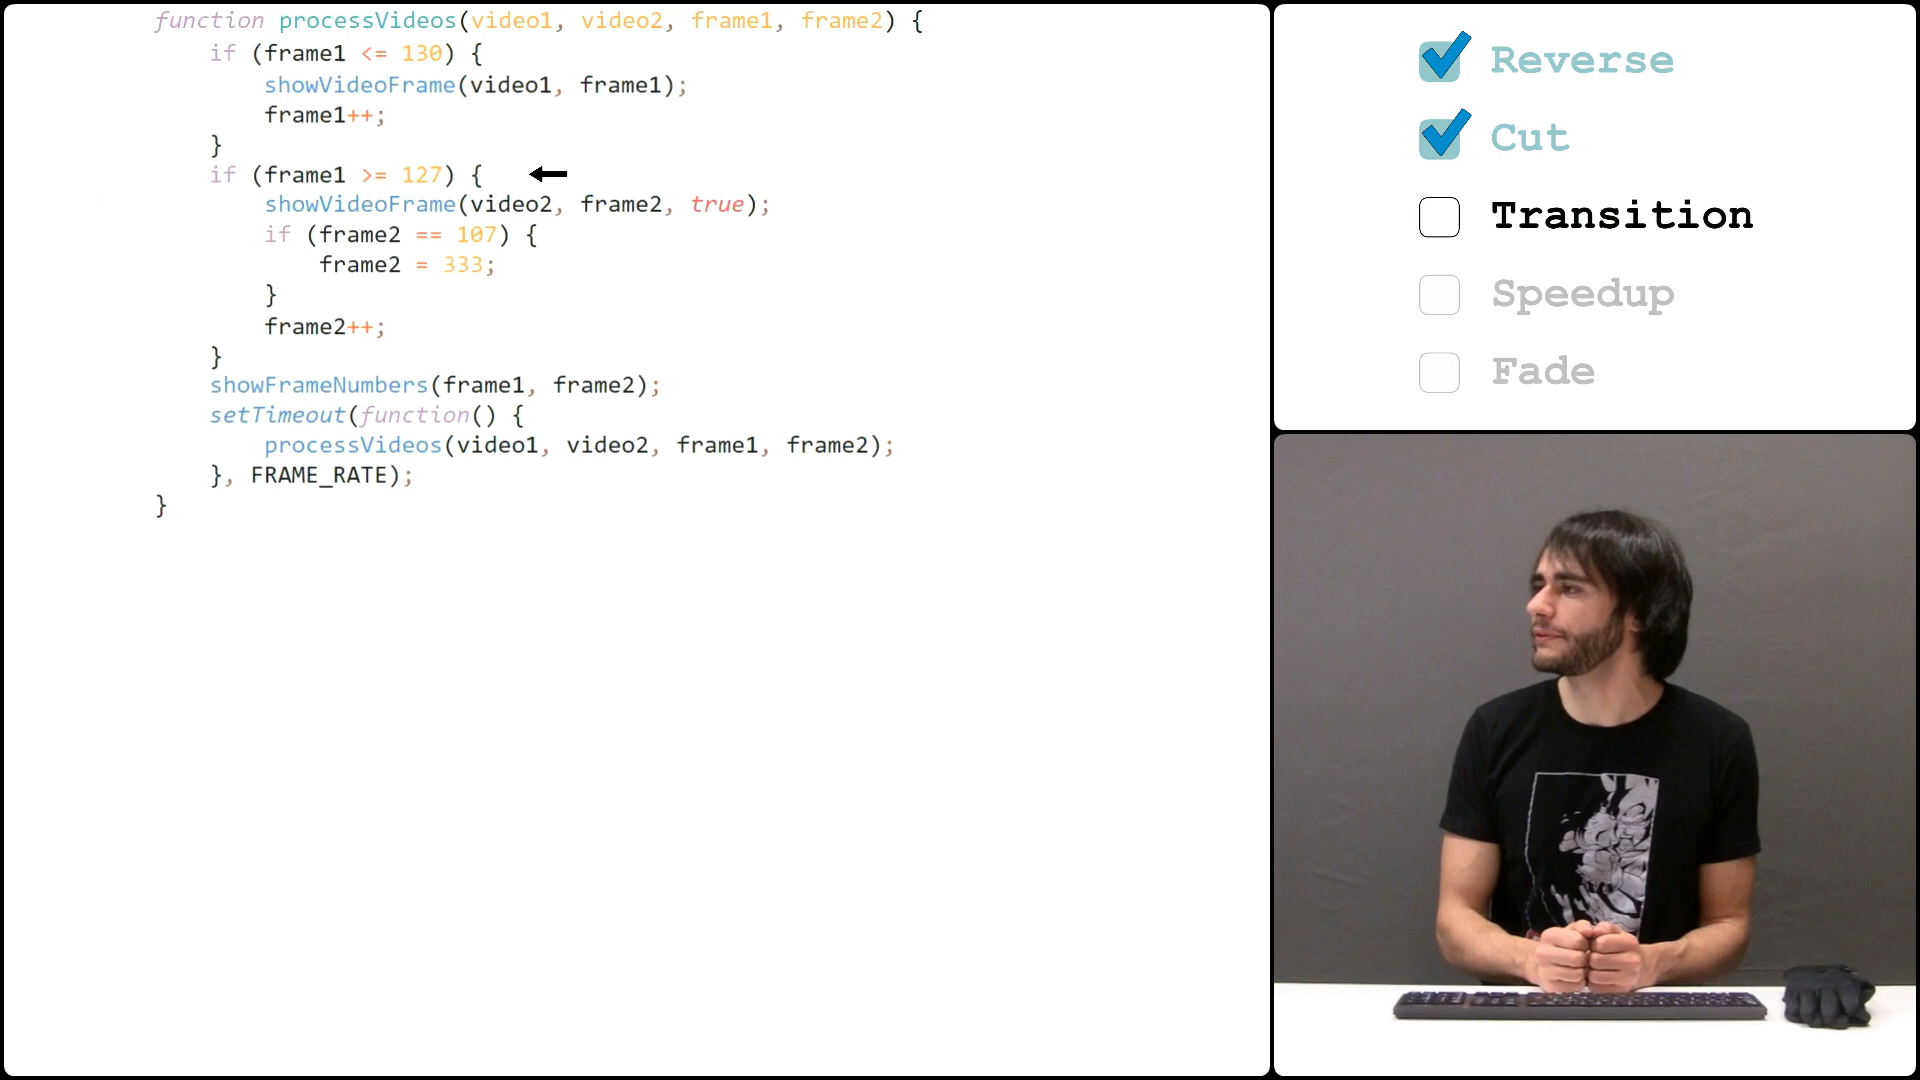 function processVideos(video1, video2, frame1, frame2) {
    if (frame1 <= 130) {
        showVideoFrame(video1, frame1);
        frame1++;
    }
    if (frame1 >= 127) {
        showVideoFrame(video2, frame2, true);
        if (frame2 == 107) {
            frame2 = 333;
        }
        frame2++;
    }
    showFrameNumbers(frame1, frame2);
    setTimeout(function() {
        processVideos(video1, video2, frame1, frame2);
    }, FRAME_RATE);
}
Reverse
Cut
Transition
Speedup
Fade